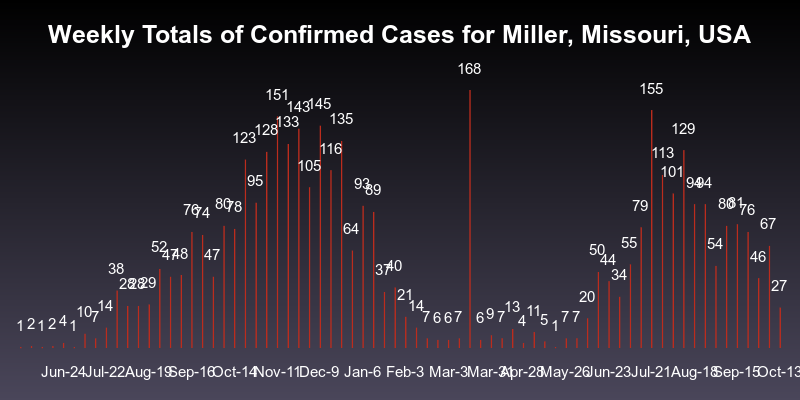 Weekly Totals of Confirmed Cases for Miller, Missouri, USA
1 2 1 2 4 1 10 7 14 38 28 28 29 52 47 48 76 74 47 80 78 123 95 128 151 133 143 105 145 116 135 64 93 89 37 40 21 14 7 6 6 7 168 6 9 7 13 4 11 5 1 7 7 20 50 44 34 55 79 155 113 101 129 94 94 54 80 81 76 46 67 27
Jun-24 Jul-22 Aug-19 Sep-16 Oct-14 Nov-11 Dec-9 Jan-6 Feb-3 Mar-3 Mar-31 Apr-28 May-26 Jun-23 Jul-21 Aug-18 Sep-15 Oct-13